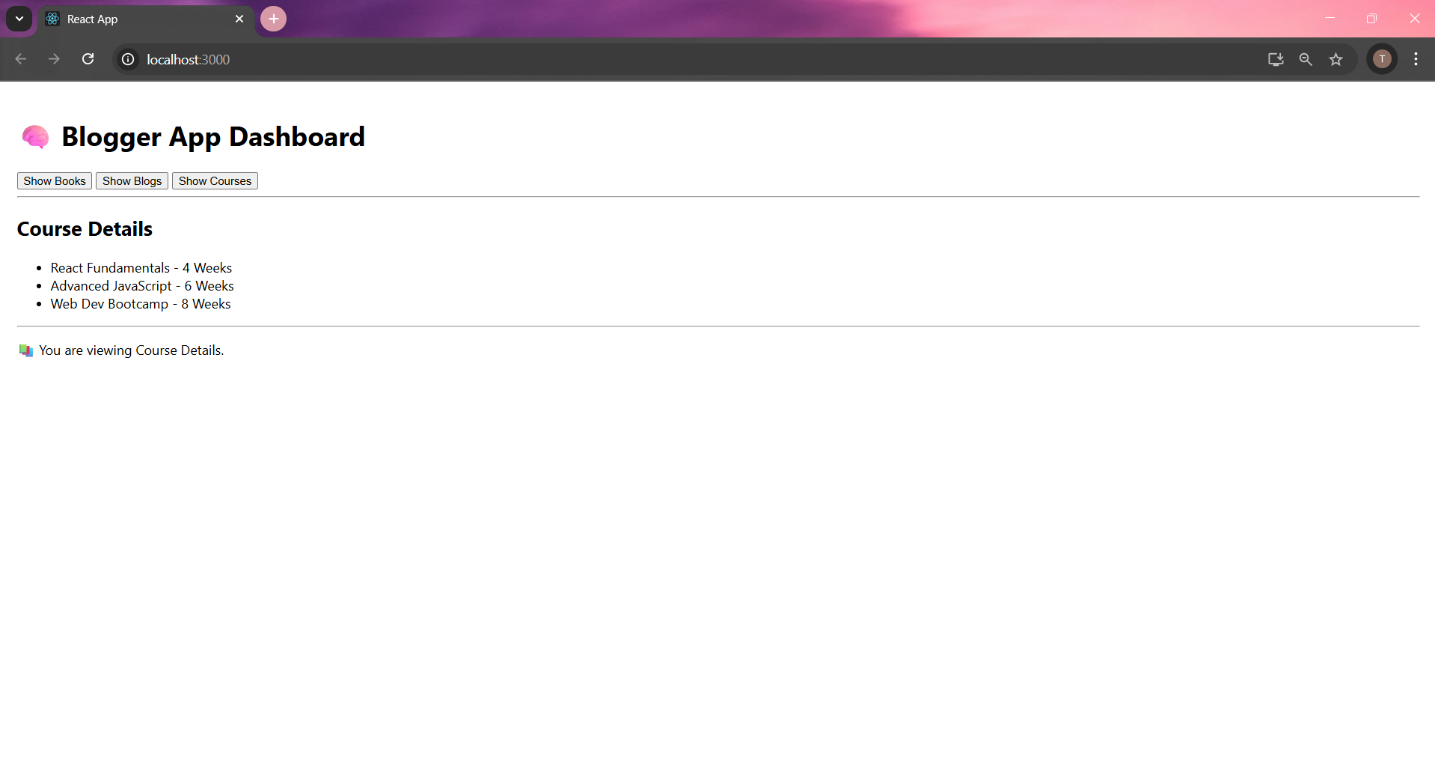 React App
localhost:3000
T
🧠 Blogger App Dashboard
Show Books Show Blogs Show Courses
Course Details
• React Fundamentals - 4 Weeks
• Advanced JavaScript - 6 Weeks
• Web Dev Bootcamp - 8 Weeks
📚 You are viewing Course Details.